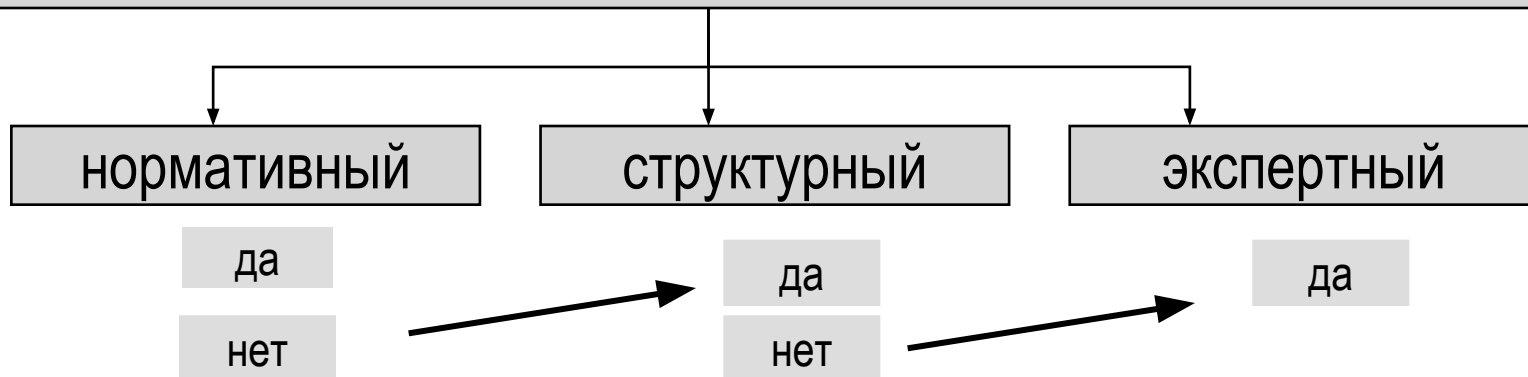 нормативный
структурный
экспертный
да
да
да
нет
нет